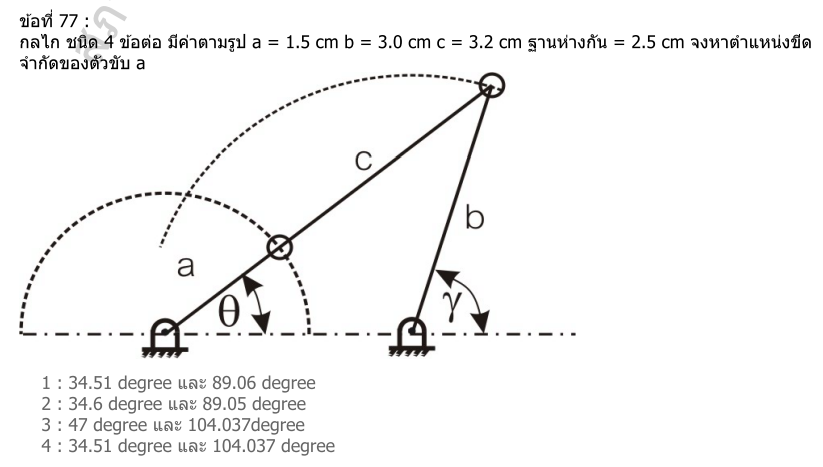 ข้อที่ 77 :
กลไก ชนิด 4 ข้อต่อ มีค่าตามรูป a = 1.5 cm b = 3.0 cm c = 3.2 cm ฐานห่างกัน = 2.5 cm จงหาตำแหน่งขีด
จำกัดของตัวขับ a
c
b
a
θ
γ
1 : 34.51 degree และ 89.06 degree
2 : 34.6 degree และ 89.05 degree
3 : 47 degree และ 104.037degree
4 : 34.51 degree และ 104.037 degree